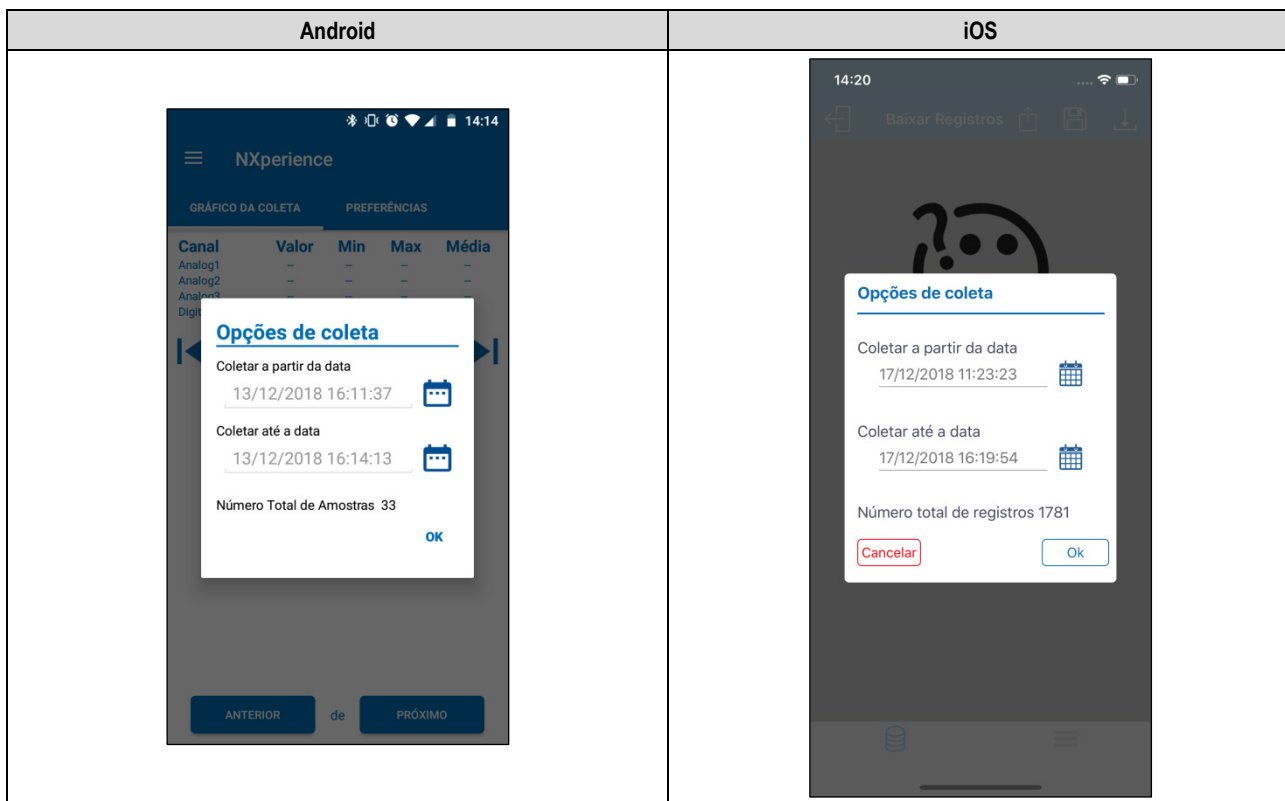 Android
14:14
NXperience
GRÁFICO DA COLETA PREFERÊNCIAS
Canal Valor Min Max Média
Analog1 -- -- -- --
Analog2 -- -- -- --
Analog3 -- -- -- --
Digit
Opções de coleta
Coletar a partir da data
13/12/2018 16:11:37
Coletar até a data
13/12/2018 16:14:13
Número Total de Amostras 33
OK
ANTERIOR de PRÓXIMO
iOS
14:20
Baixar Registros
Opções de coleta
Coletar a partir da data
17/12/2018 11:23:23
Coletar até a data
17/12/2018 16:19:54
Número total de registros 1781
Cancelar Ok